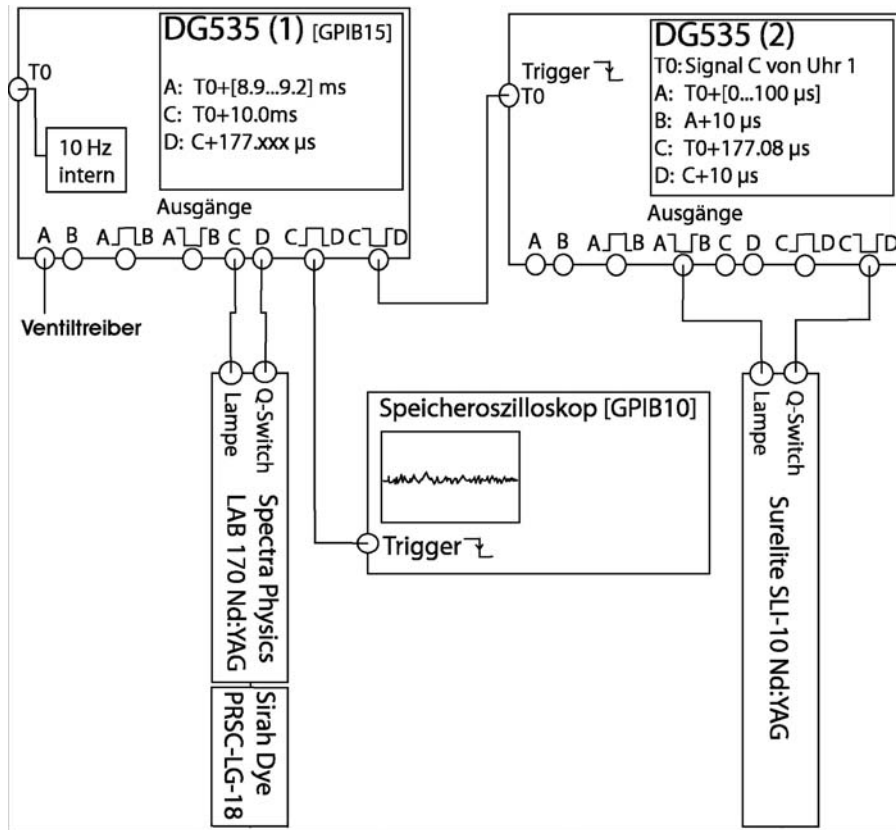 DG535 (1) [GPIB15]
T0
A: T0+[8.9...9.2] ms
C: T0+10.0ms
D: C+177.xxx µs
10 Hz
intern
Ausgänge
A B A B A B C D C D C D
Ventiltreiber
DG535 (2)
Trigger
T0
T0: Signal C von Uhr 1
A: T0+[0...100 µs]
B: A+10 µs
C: T0+177.08 µs
D: C+10 µs
Ausgänge
A B A B A B C D C D C D
Lampe
Q-Switch
Spectra Physics
LAB 170 Nd:YAG
Sirah Dye
PRSC-LG-18
Speicheroszilloskop [GPIB10]
Trigger
Lampe
Q-Switch
Surelite SLI-10 Nd:YAG